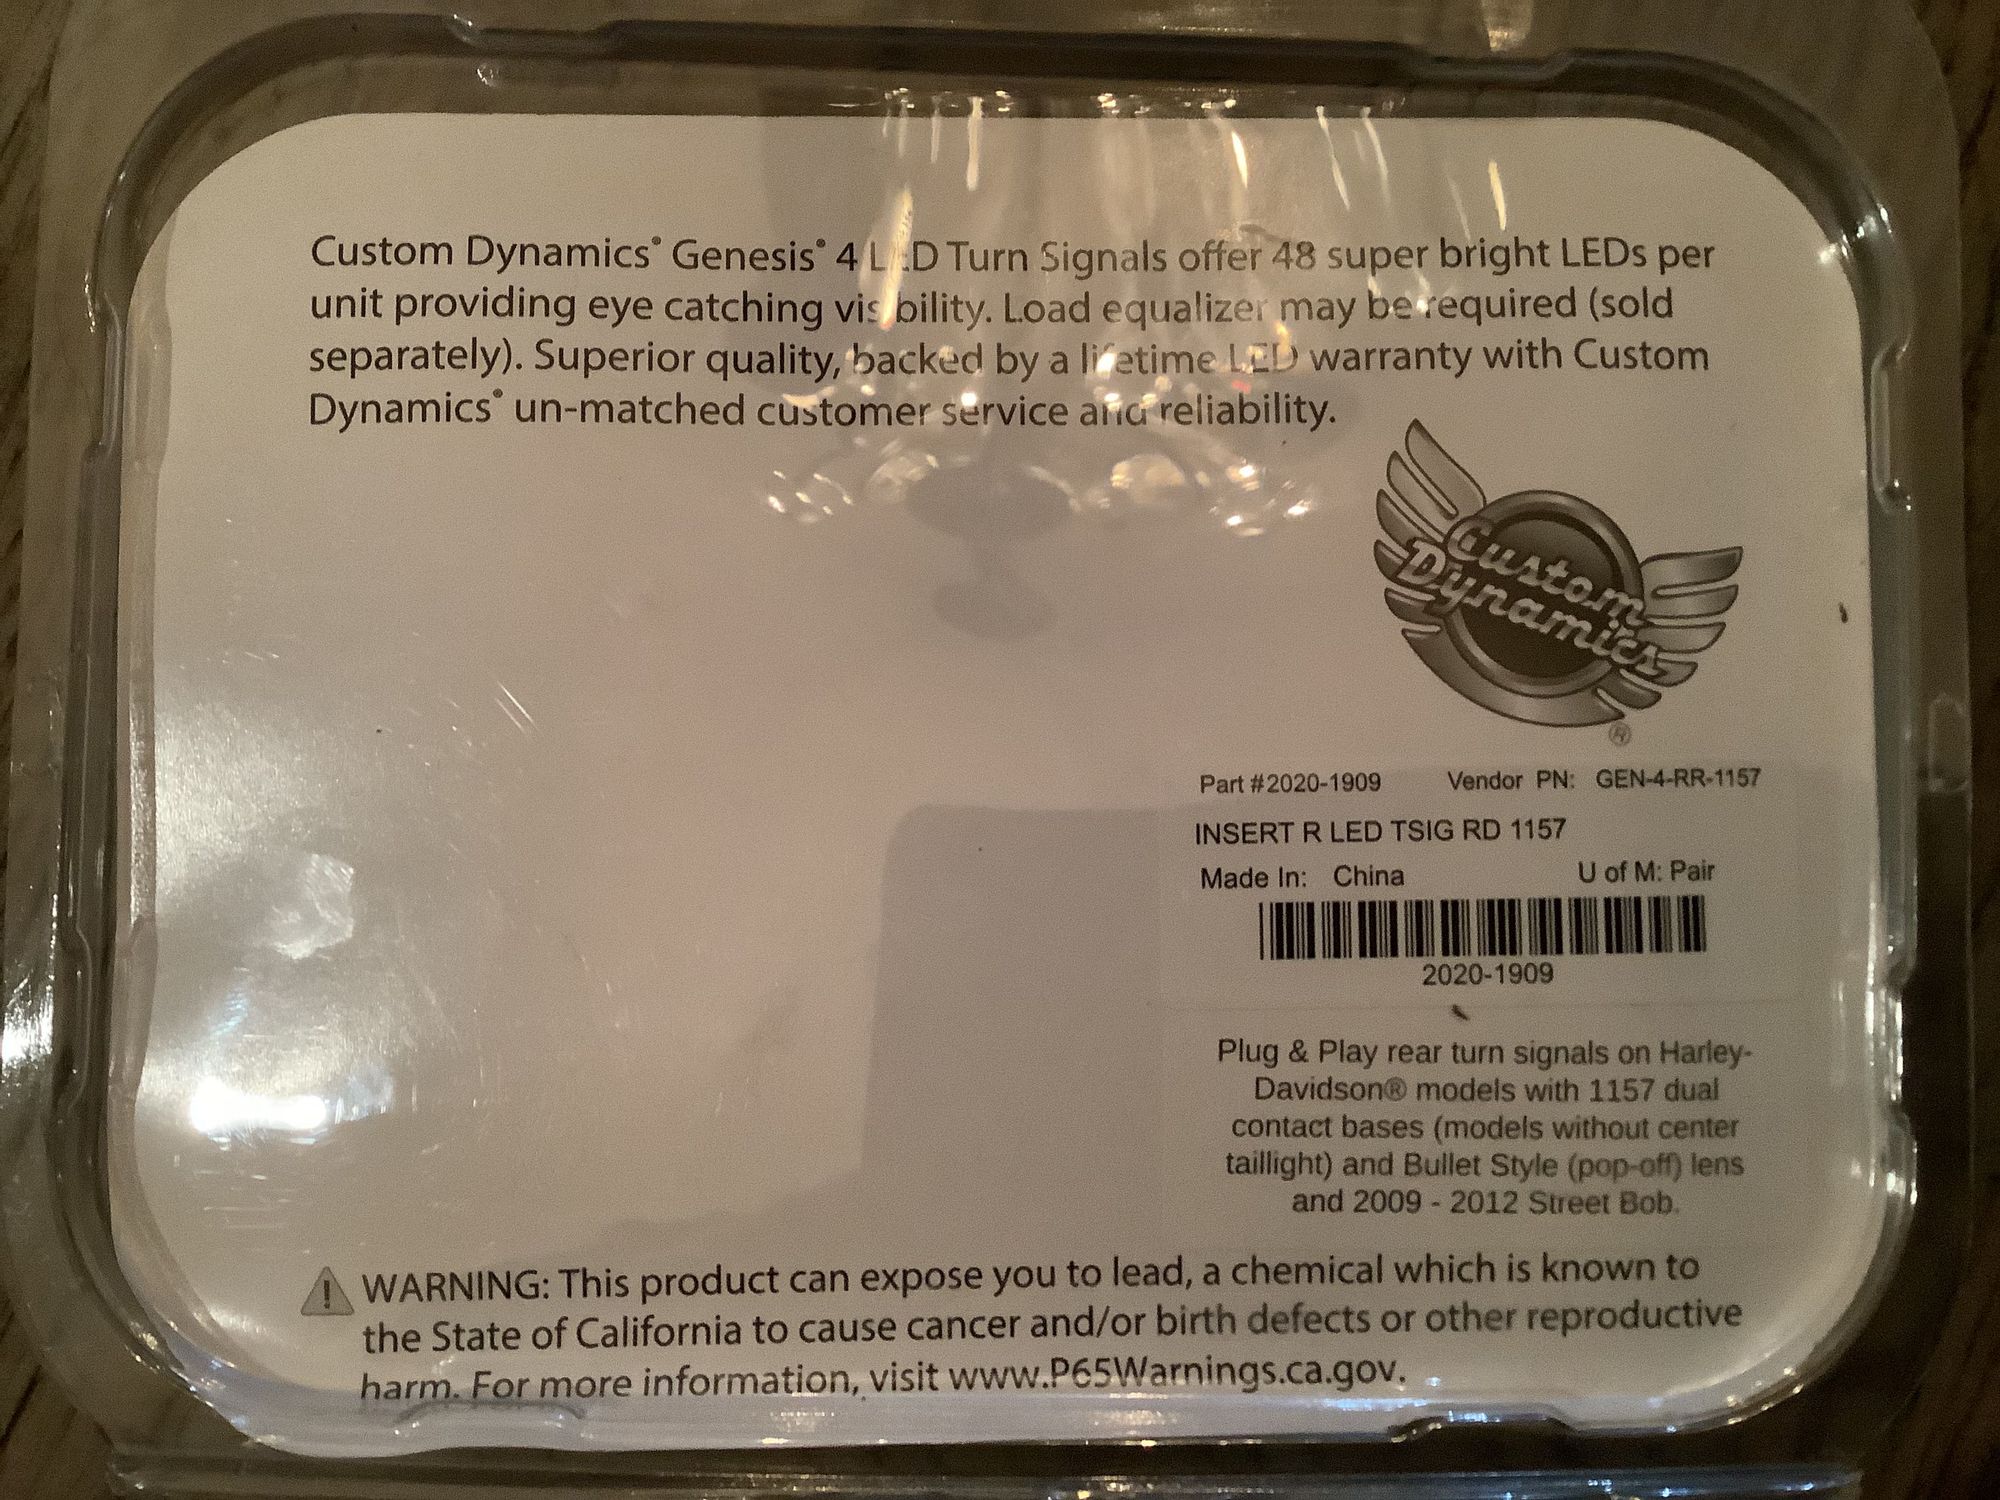 Custom Dynamics® Genesis® 4 LED Turn Signals offer 48 super bright LEDs per
unit providing eye catching visibility. Load equalizer may be required (sold
separately). Superior quality, backed by a lifetime LED warranty with Custom
Dynamics® un-matched customer service and reliability.
Custom
Dynamics
®
Part #2020-1909 Vendor PN: GEN-4-RR-1157
INSERT R LED TSIG RD 1157
Made In: China U of M: Pair
2020-1909
Plug & Play rear turn signals on Harley-
Davidson® models with 1157 dual
contact bases (models without center
taillight) and Bullet Style (pop-off) lens
and 2009 - 2012 Street Bob.
WARNING: This product can expose you to lead, a chemical which is known to
the State of California to cause cancer and/or birth defects or other reproductive
harm. For more information, visit www.P65Warnings.ca.gov.